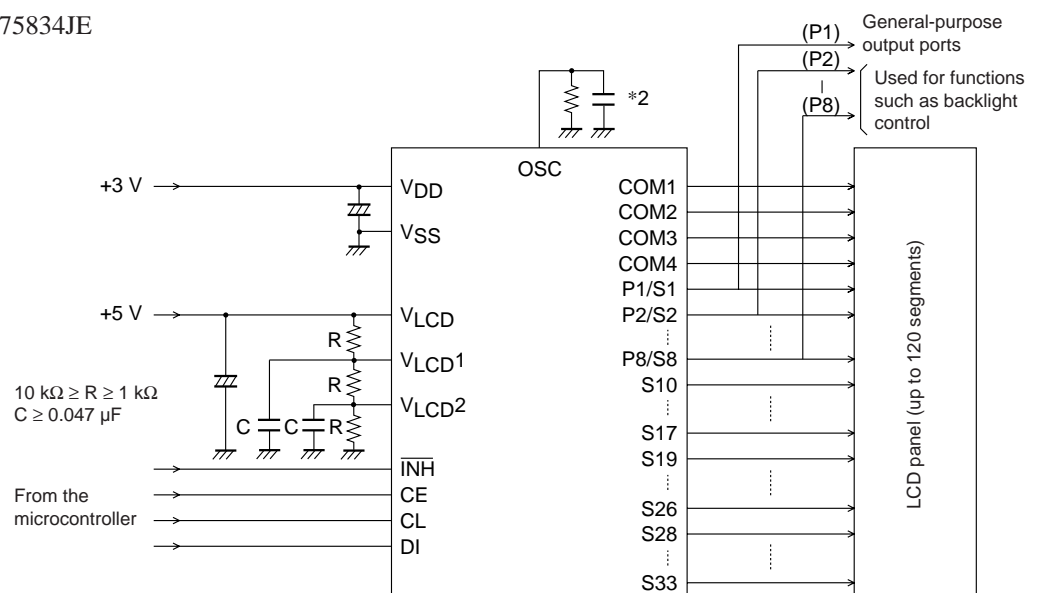 75834JE
(P1)
General-purpose
output ports
(P2)
(P8)
Used for functions
such as backlight
control
*2
OSC
+3 V
VDD
VSS
+5 V
VLCD
R
VLCD1
R
VLCD2
C
C
R
10 kΩ ≥ R ≥ 1 kΩ
C ≥ 0.047 µF
INH
CE
CL
DI
From the
microcontroller
COM1
COM2
COM3
COM4
P1/S1
P2/S2
P8/S8
S10
S17
S19
S26
S28
S33
LCD panel (up to 120 segments)